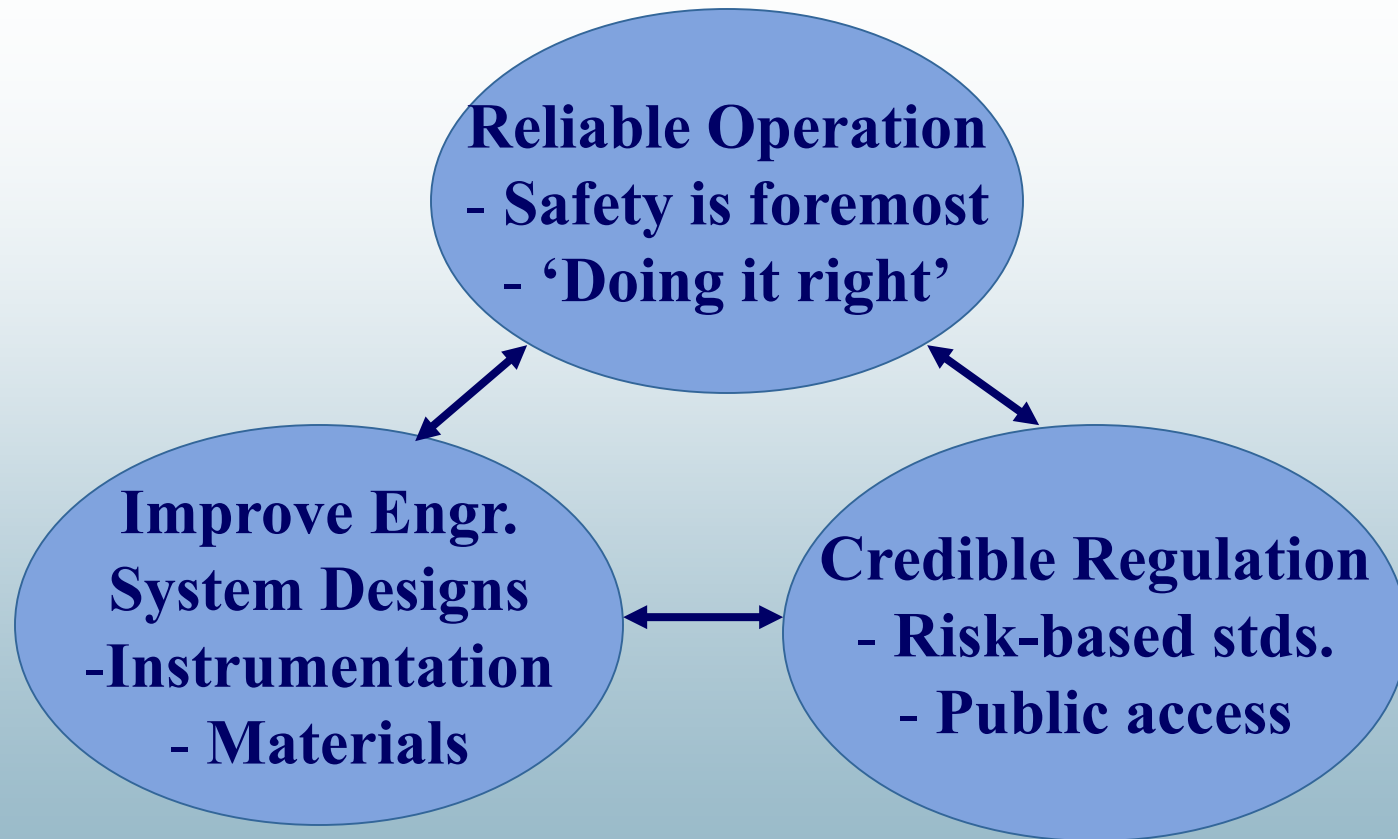 Reliable Operation
- Safety is foremost
- ‘Doing it right’
Improve Engr.
System Designs
-Instrumentation
- Materials
Credible Regulation
- Risk-based stds.
- Public access